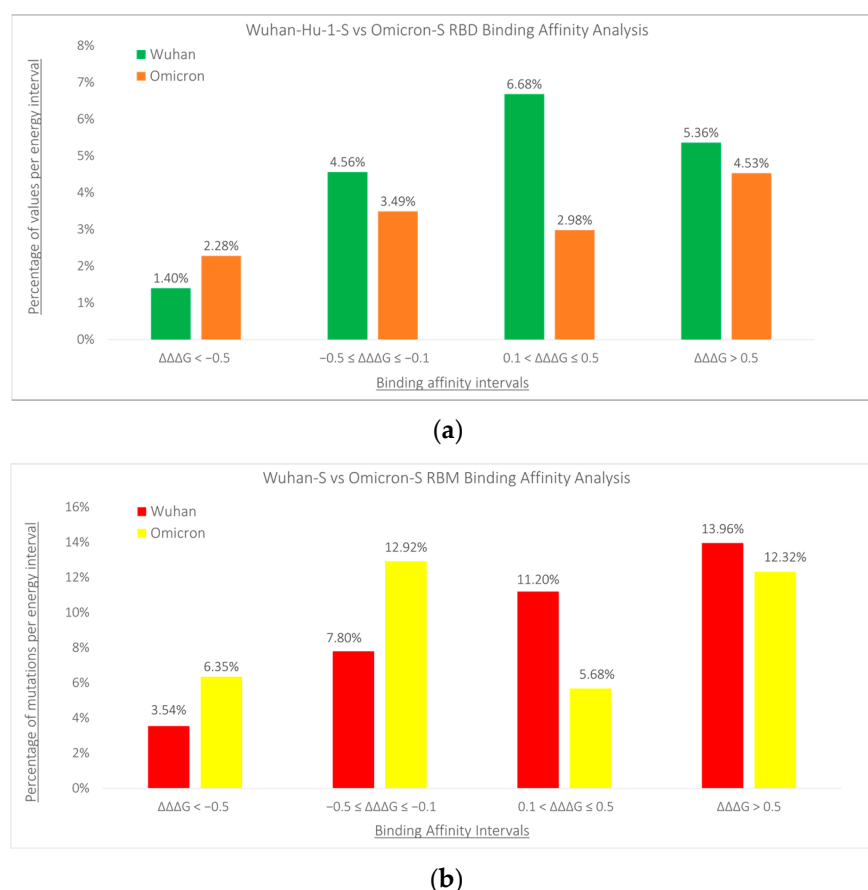 Wuhan-Hu-1-S vs Omicron-S RBD Binding Affinity Analysis
8%
7%
6%
5%
4%
3%
2%
1%
0%
Percentage of values per energy interval
Wuhan
Omicron
1.40%
2.28%
4.56%
3.49%
6.68%
2.98%
5.36%
4.53%
ΔΔΔG < −0.5
−0.5 ≤ ΔΔΔG ≤ −0.1
0.1 < ΔΔΔG ≤ 0.5
ΔΔΔG > 0.5
Binding affinity intervals
(a)
Wuhan-S vs Omicron-S RBM Binding Affinity Analysis
16%
14%
12%
10%
8%
6%
4%
2%
0%
Percentage of mutations per energy interval
Wuhan
Omicron
3.54%
6.35%
7.80%
12.92%
11.20%
5.68%
13.96%
12.32%
ΔΔΔG < −0.5
−0.5 ≤ ΔΔΔG ≤ −0.1
0.1 < ΔΔΔG ≤ 0.5
ΔΔΔG > 0.5
Binding Affinity Intervals
(b)